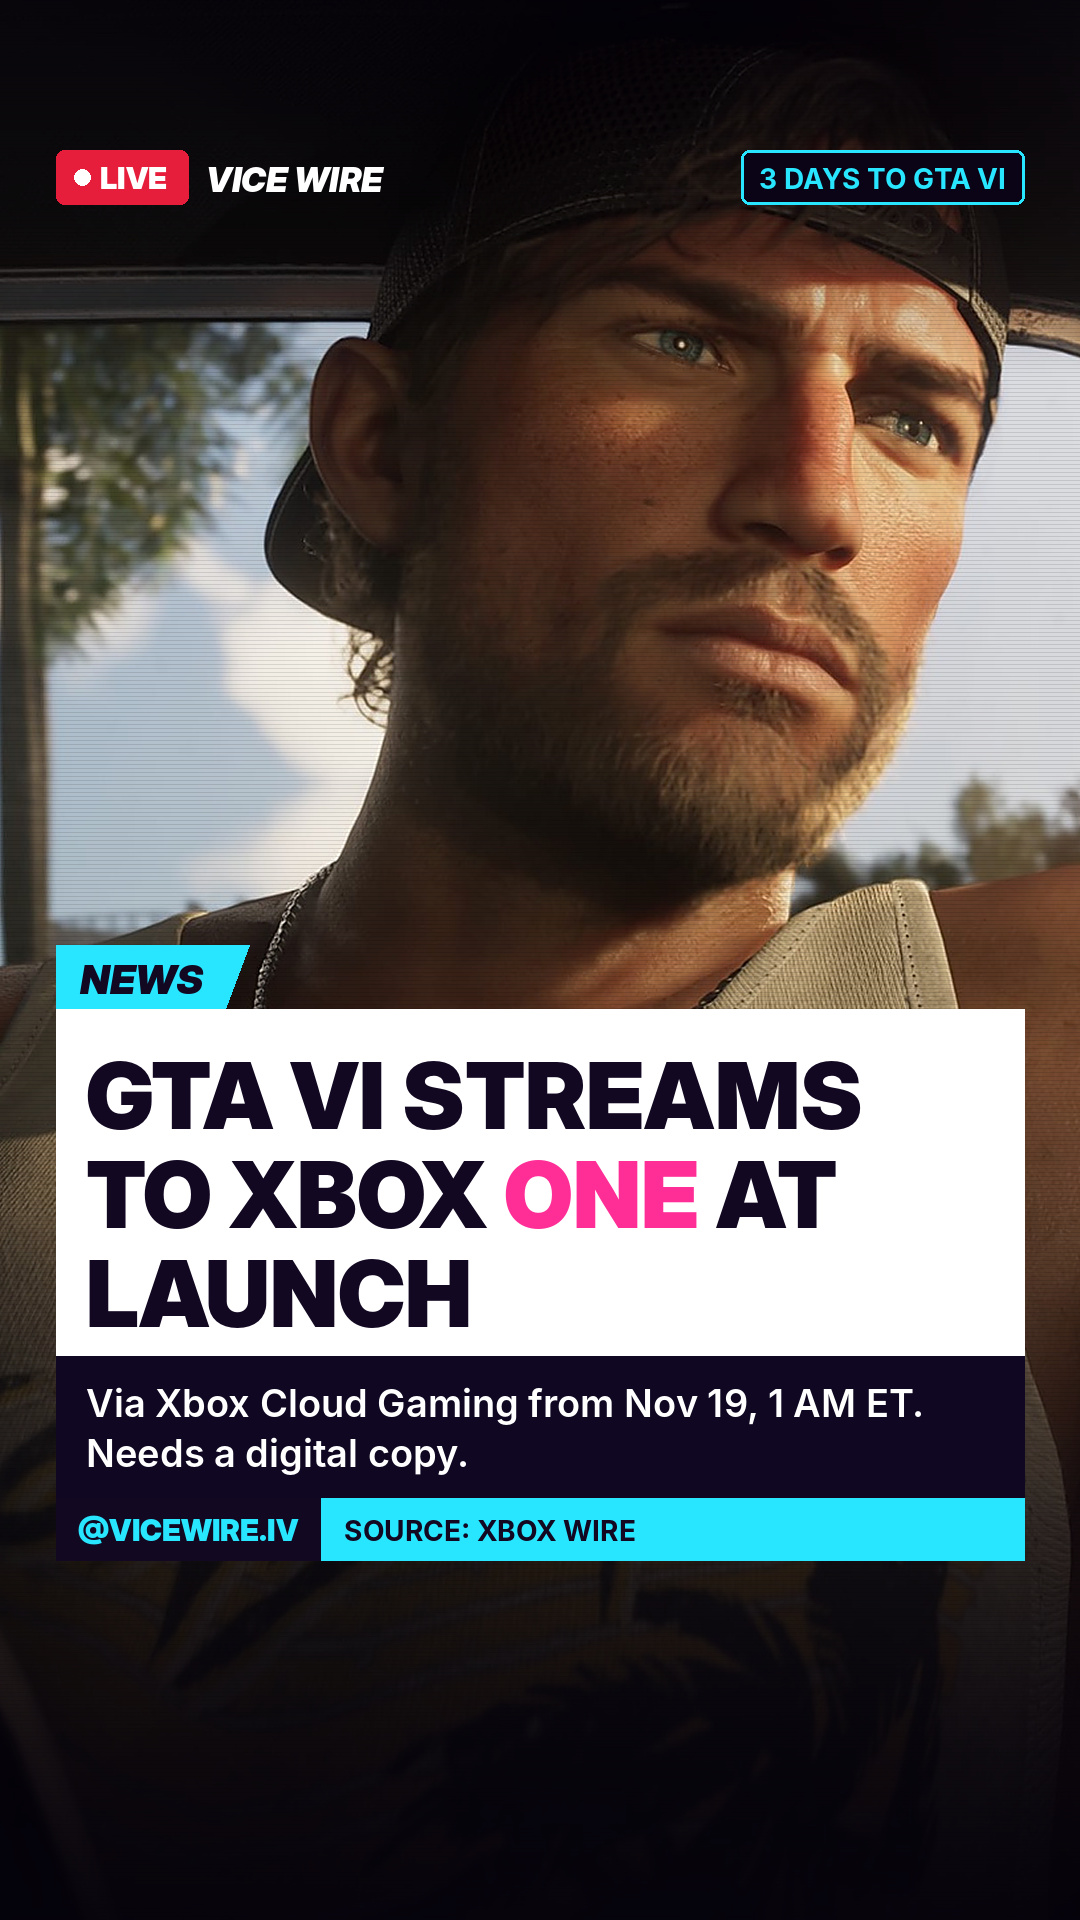 LIVE
VICE WIRE
3 DAYS TO GTA VI
NEWS
GTA VI STREAMS
TO XBOX ONE AT
LAUNCH
Via Xbox Cloud Gaming from Nov 19, 1 AM ET.
Needs a digital copy.
@VICEWIRE.IV
SOURCE: XBOX WIRE